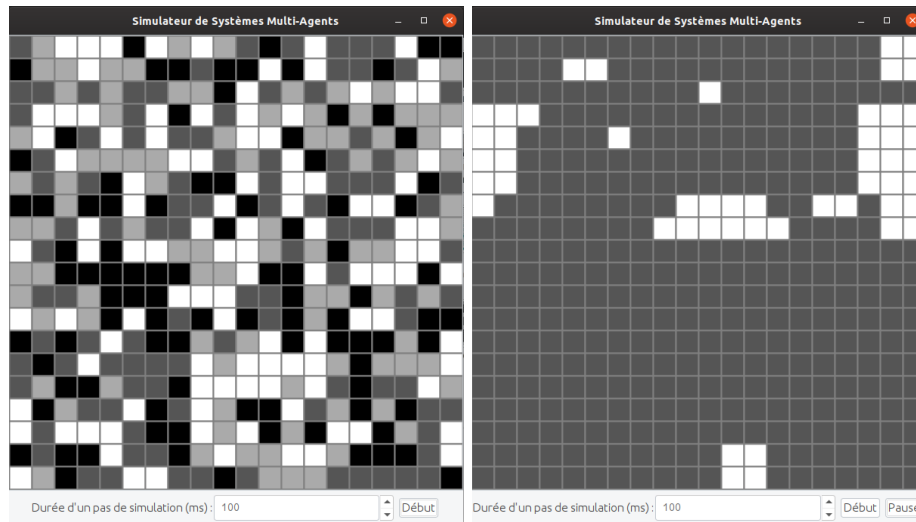 Simulateur de Systèmes Multi-Agents
Simulateur de Systèmes Multi-Agents
Durée d'un pas de simulation (ms) : 100 Début
Durée d'un pas de simulation (ms) : 100 Début Paus